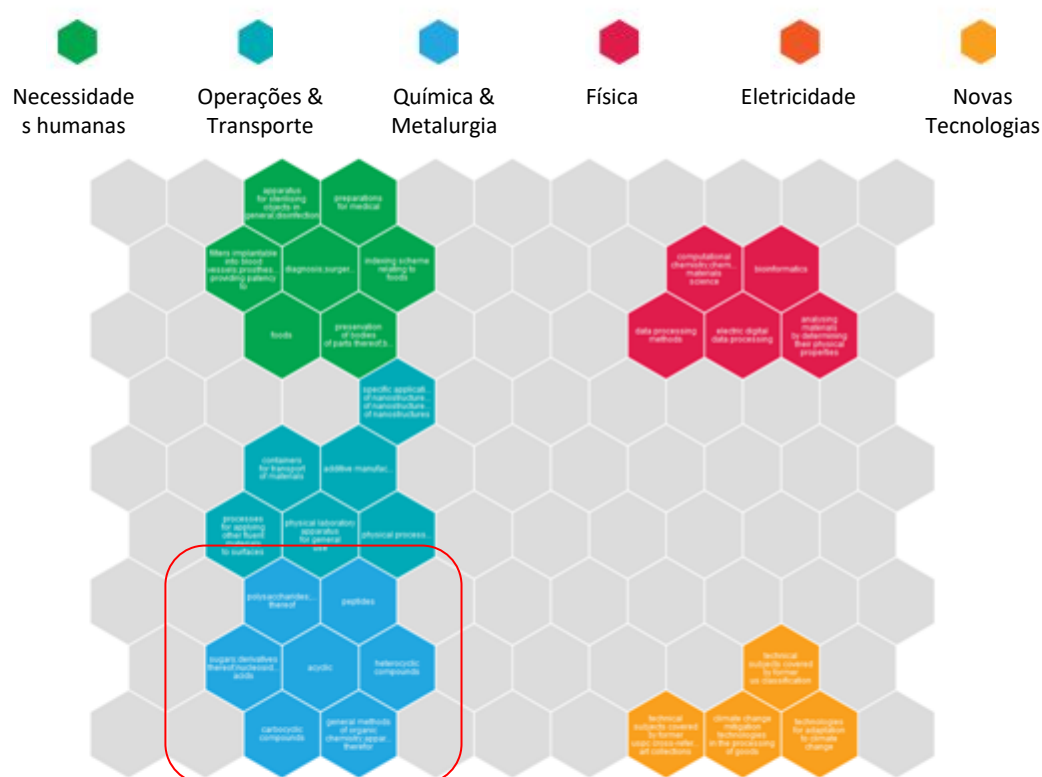 Necessidade
s humanas
Operações &
Transporte
Química &
Metalurgia
Física
Eletricidade
Novas
Tecnologias
apparatus
for sterilising
objects in
general;disinfection
preparations
for medical
filters implantable
into blood
vessels;prosthes...
providing patency
to
diagnosis;surger...
indexing scheme
relating to
foods
computational
chemistry;chem...
materials
science
bioinformatics
foods
preservation
of bodies
of parts thereof;b...
data processing
methods
electric digital
data processing
analysing
materials
by determining
their physical
properties
specific applicati...
of nanostructure...
of nanostructure...
of nanostructures
containers
for transport
of materials
additive manufac...
processes
for applying
other fluent
materials
to surfaces
physical laboratory
apparatus
for general
use
physical process...
polysaccharides;...
thereof
peptides
sugars;derivatives
thereof;nucleosid...
acids
acyclic
heterocyclic
compounds
technical
subjects covered
by former
us classification
carbocyclic
compounds
general methods
of organic
chemistry;appar...
therefor
technical
subjects covered
by former
uspc cross-refer...
art collections
climate change
mitigation
technologies
in the processing
of goods
technologies
for adaptation
to climate
change